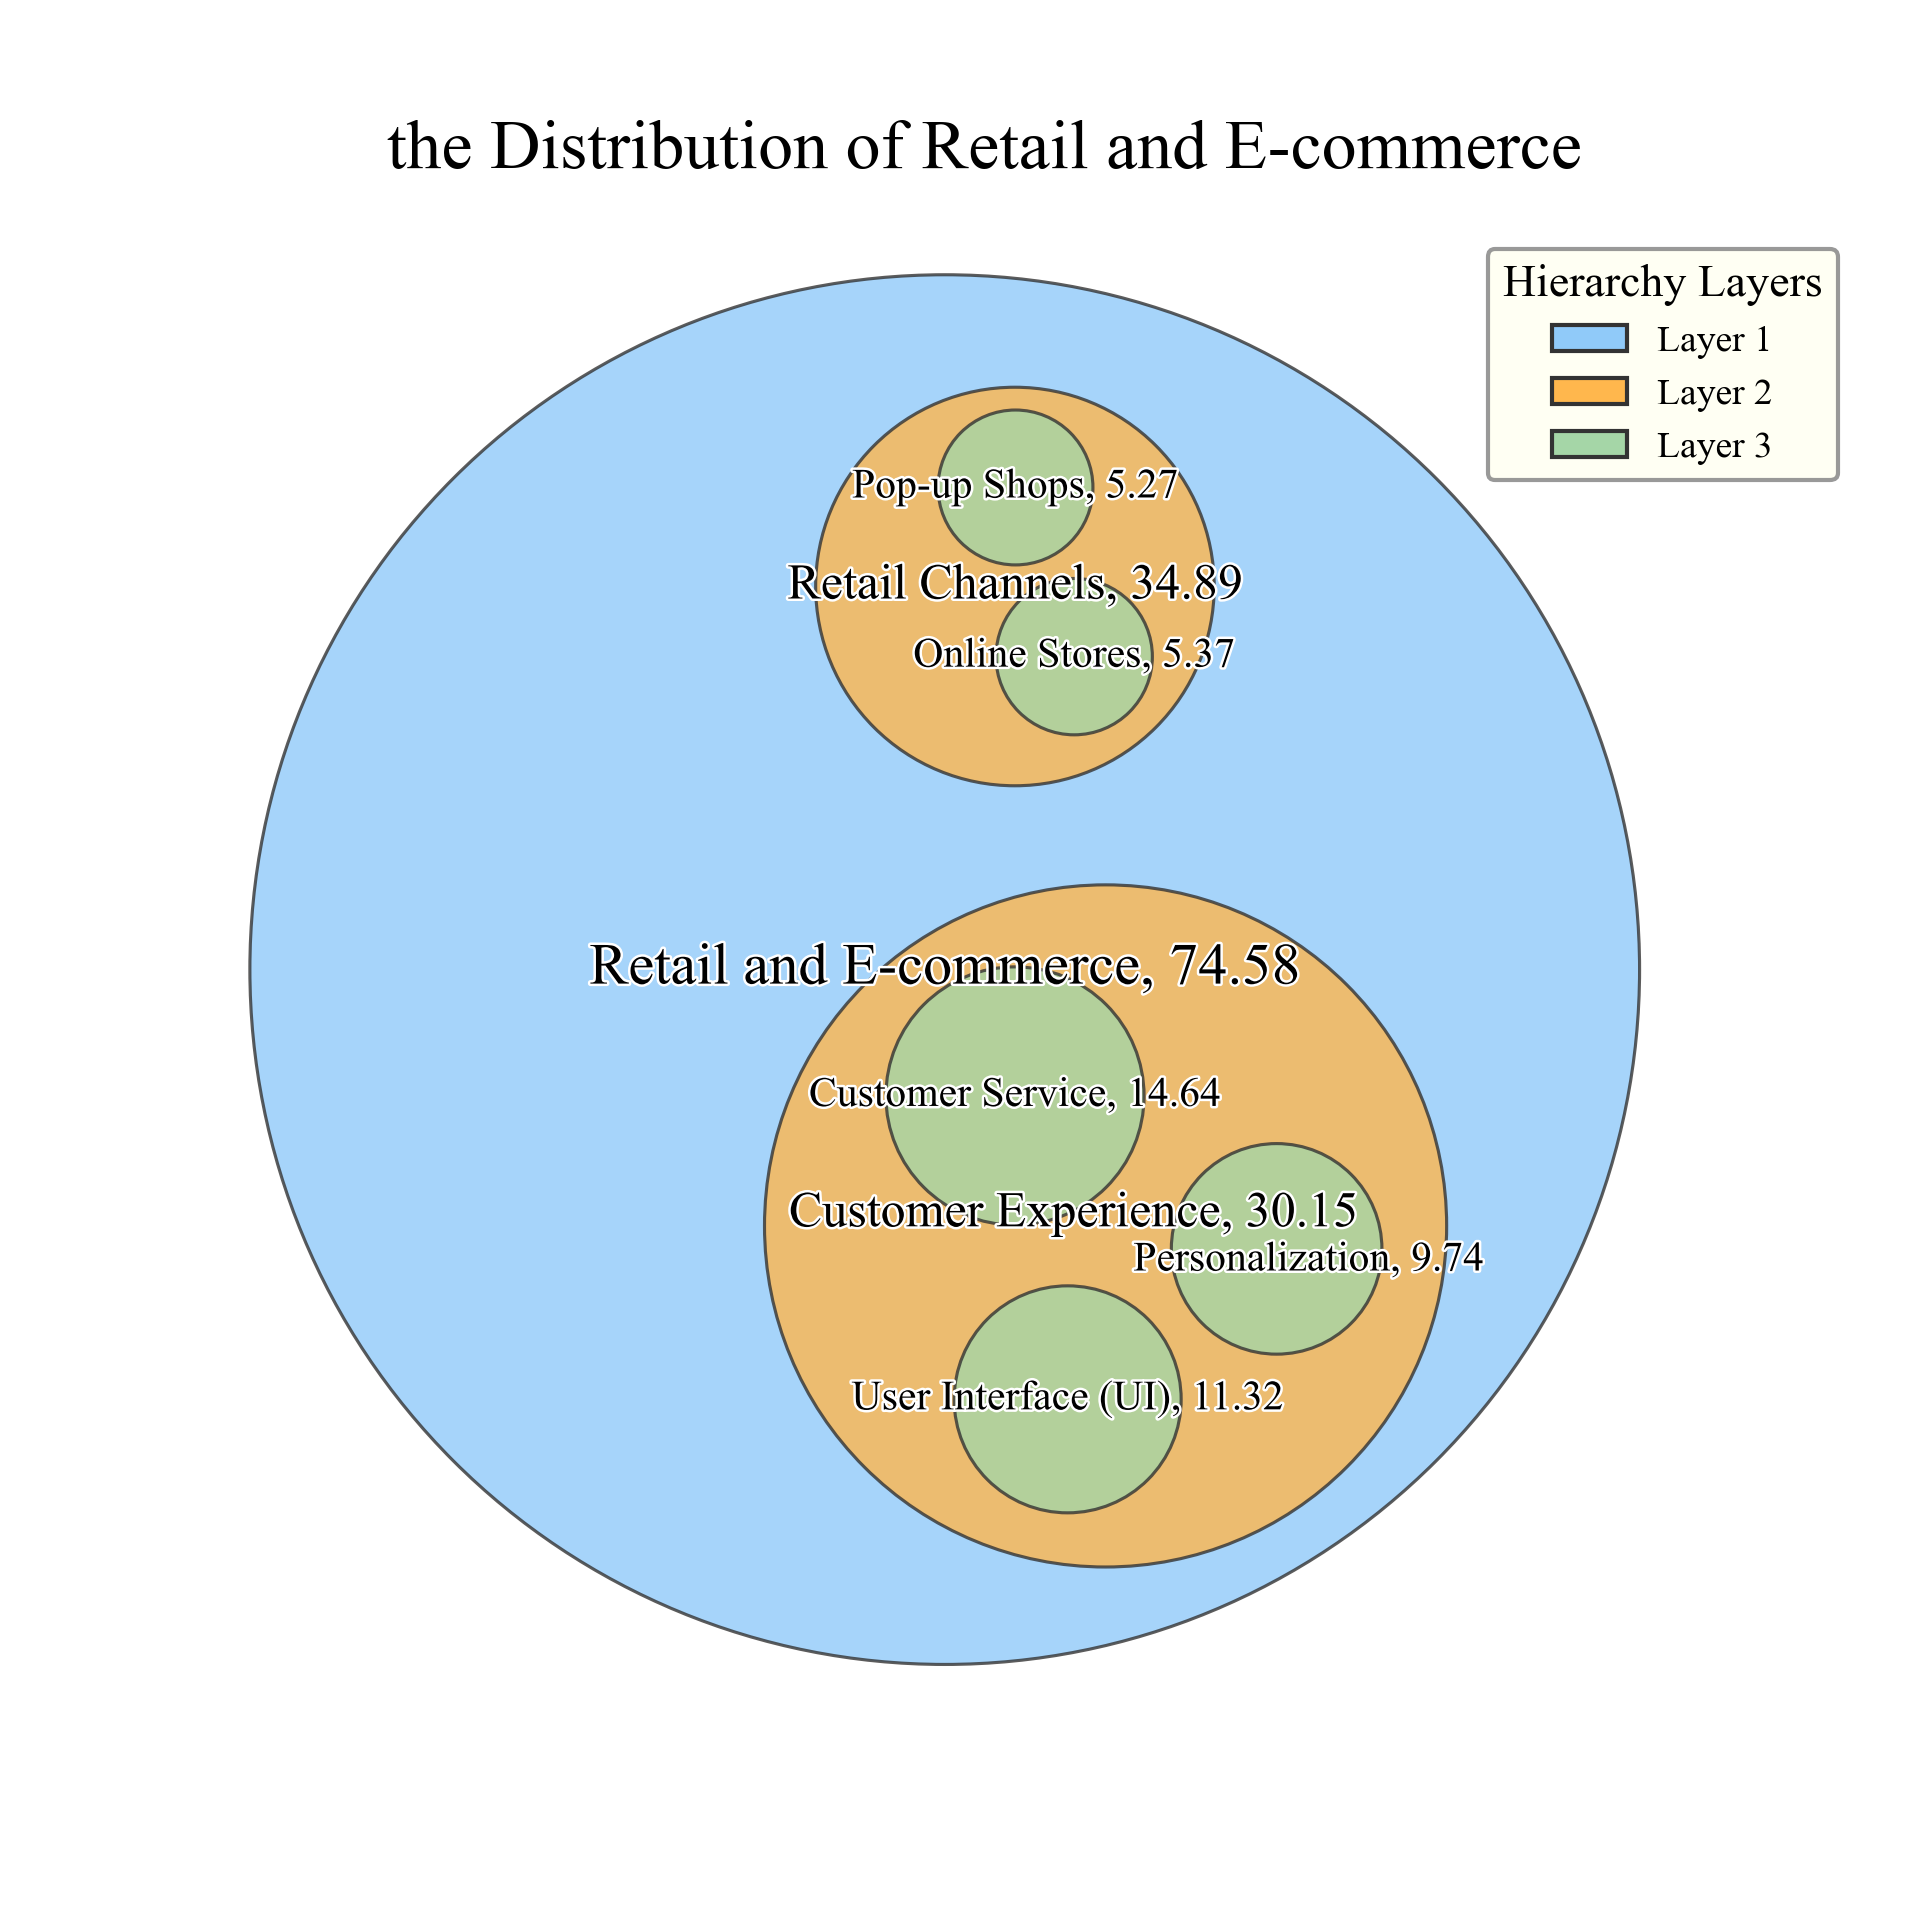 the Distribution of Retail and E-commerce
Hierarchy Layers
Layer 1
Layer 2
Layer 3
Pop-up Shops, 5.27
Retail Channels, 34.89
Online Stores, 5.37
Retail and E-commerce, 74.58
Customer Service, 14.64
Customer Experience, 30.15
Personalization, 9.74
User Interface (UI), 11.32